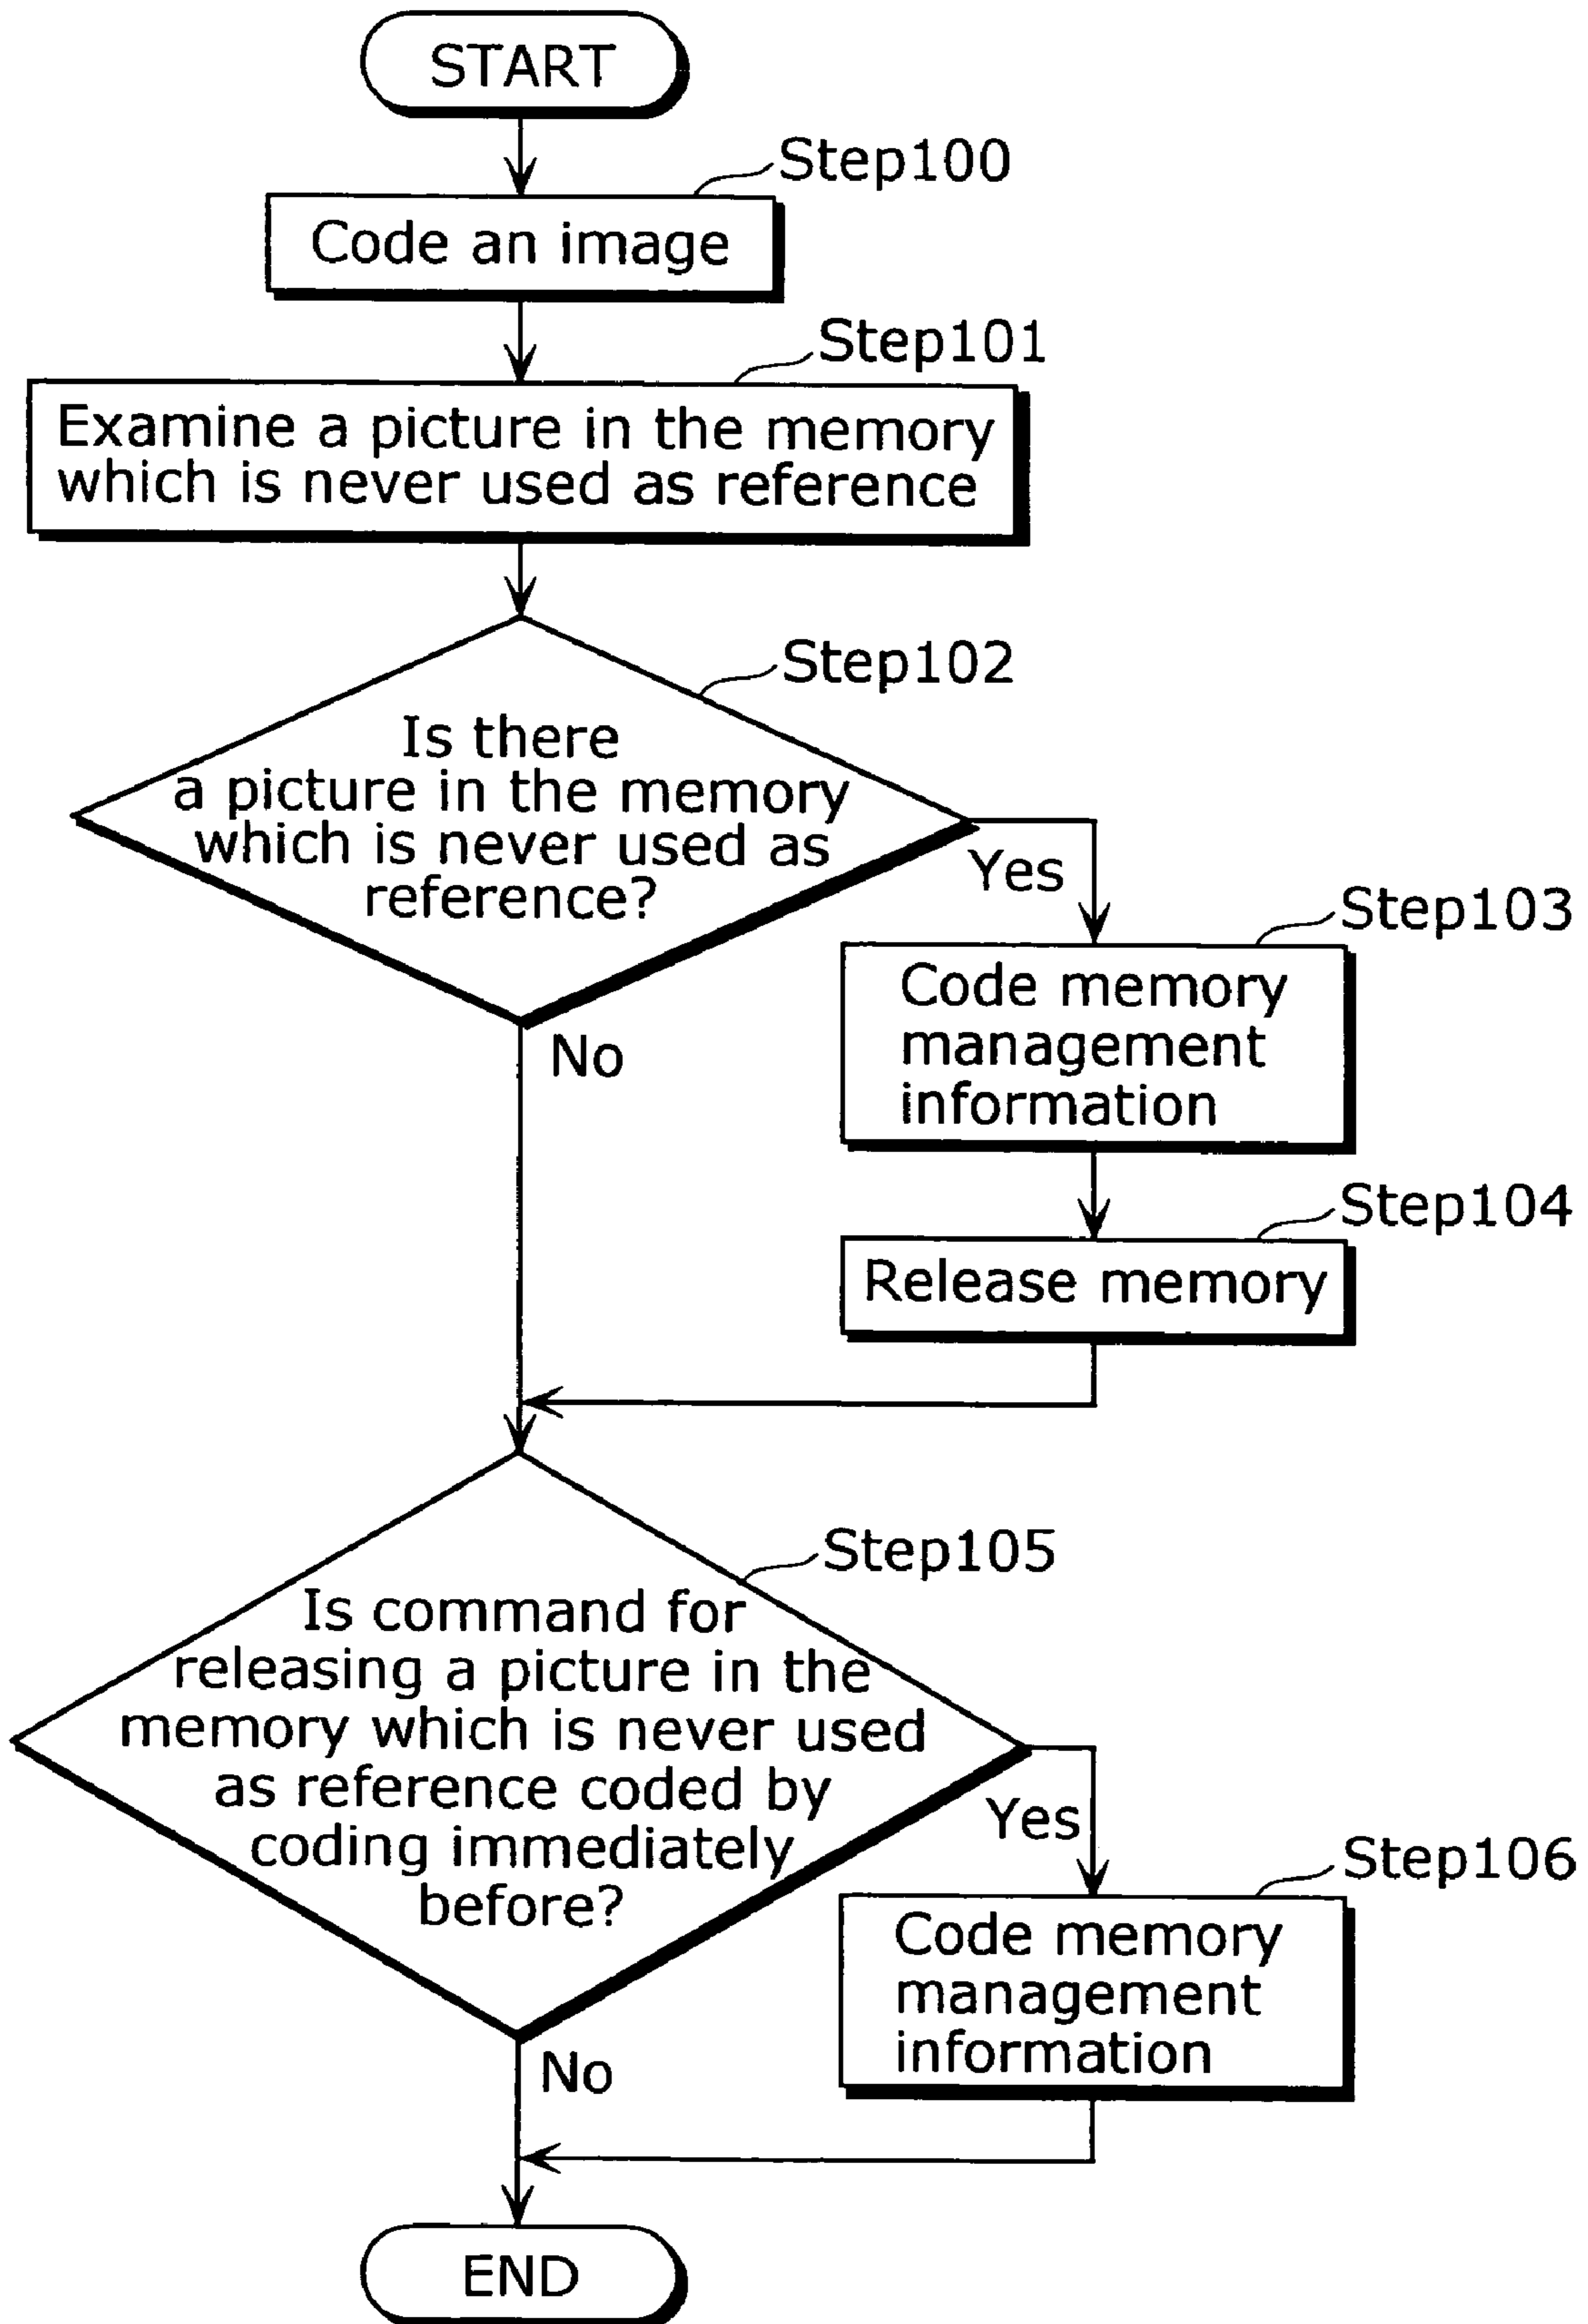 START
Step100
Code an image
Step101
Examine a picture in the memory
which is never used as reference
Step102
Is there
a picture in the memory
which is never used as
reference?
Yes
No
Step103
Code memory
management
information
Step104
Release memory
Step105
Is command for
releasing a picture in the
memory which is never used
as reference coded by
coding immediately
before?
Yes
No
Step106
Code memory
management
information
END